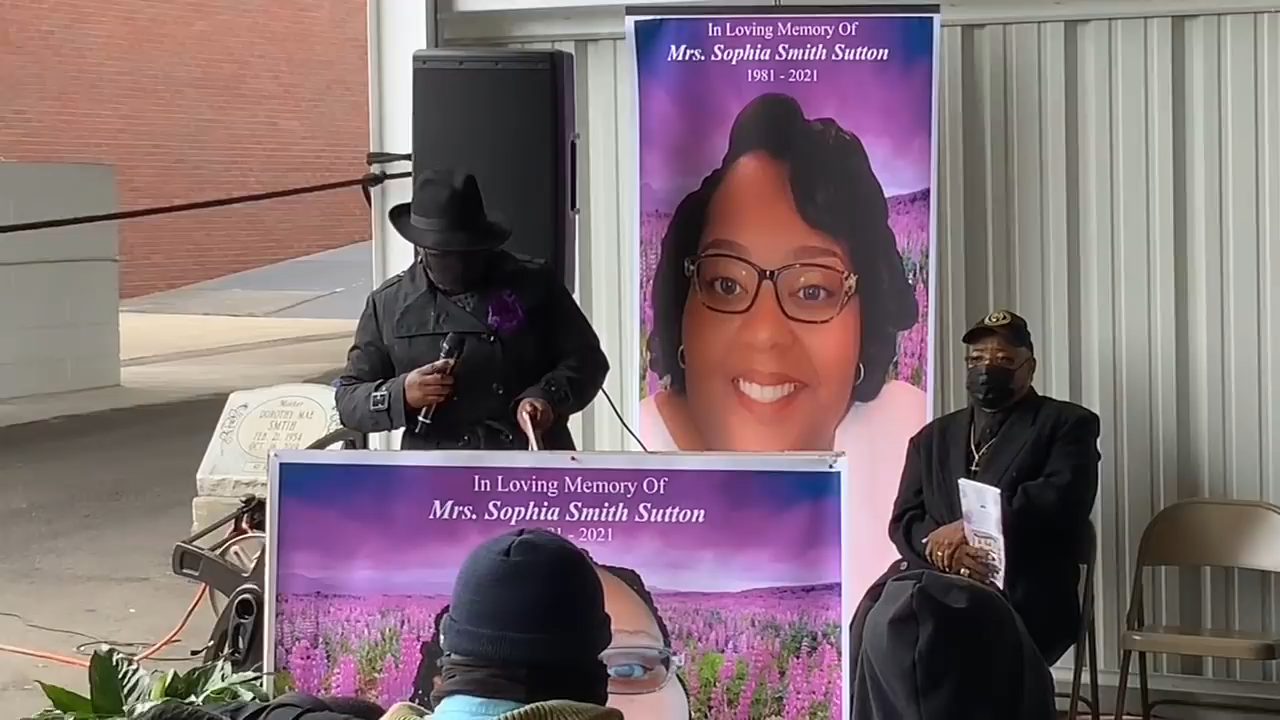 In Loving Memory Of
Mrs. Sophia Smith Sutton
1981 - 2021
Mother
DOROTHY MAE
SMTIH
FEB. 21, 1954
In Loving Memory Of
Mrs. Sophia Smith Sutton
- 2021